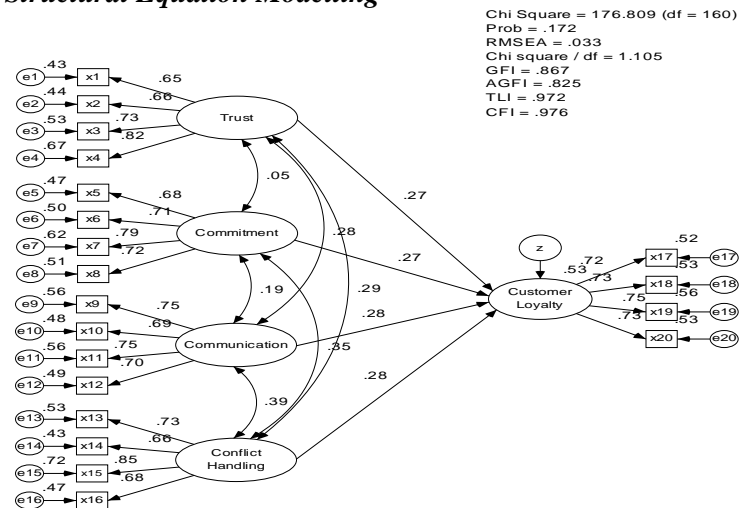 Structural Equation Modelling
Chi Square = 176.809 (df = 160)
Prob = .172
RMSEA = .033
Chi square / df = 1.105
GFI = .867
AGFI = .825
TLI = .972
CFI = .976
.43
e1 x1 .65
.44
e2 x2 .66
.53
e3 x3 .73
.67
e4 x4 .82
Trust
.05
.47
e5 x5 .68
.50
e6 x6 .71
.62
e7 x7 .79
.51
e8 x8 .72
Commitment
.19
.56
e9 x9 .75
.48
e10 x10 .69
.56
e11 x11 .75
.49
e12 x12 .70
Communication
.39
.53
e13 x13 .73
.43
e14 x14 .66
.72
e15 x15 .85
.47
e16 x16 .68
Conflict
Handling
.28
.29
.35
.27
.27
.28
.28
z
.53
Customer
Loyalty
.72 x17 .52 e17
.73 x18 .53 e18
.75 x19 .56 e19
.73 x20 .53 e20